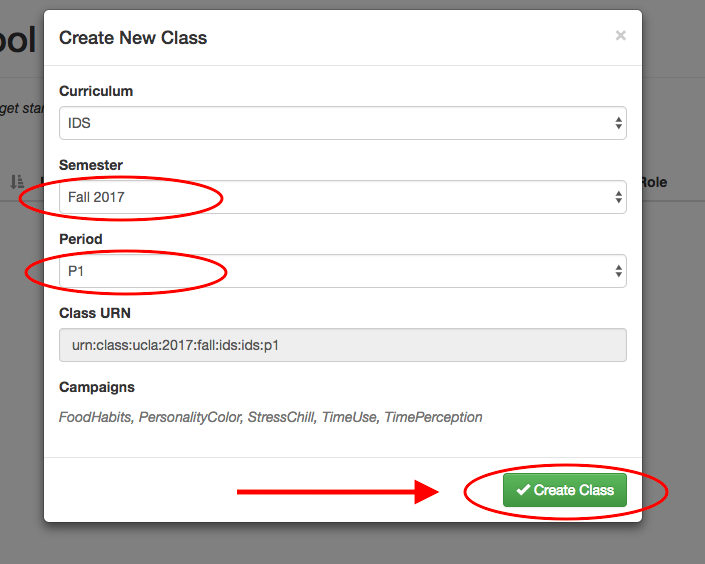 ool
Create New Class
×
get star
Curriculum
IDS
Semester
Fall 2017
Role
Period
P1
Class URN
urn:class:ucla:2017:fall:ids:ids:p1
Campaigns
FoodHabits, PersonalityColor, StressChill, TimeUse, TimePerception
Create Class